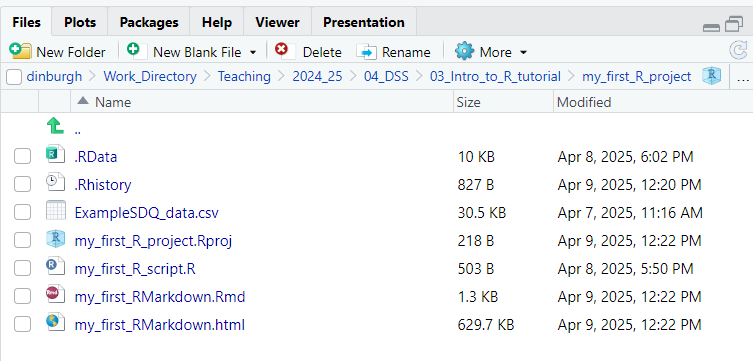 Files Plots Packages Help Viewer Presentation
New Folder New Blank File Delete Rename More
dinburgh Work_Directory Teaching 2024_25 04_DSS 03_Intro_to_R_tutorial my_first_R_project R ...
Name Size Modified
..
.RData 10 KB Apr 8, 2025, 6:02 PM
.Rhistory 827 B Apr 9, 2025, 12:20 PM
ExampleSDQ_data.csv 30.5 KB Apr 7, 2025, 11:16 AM
my_first_R_project.Rproj 218 B Apr 9, 2025, 12:22 PM
my_first_R_script.R 503 B Apr 8, 2025, 5:50 PM
my_first_RMarkdown.Rmd 1.3 KB Apr 9, 2025, 12:22 PM
my_first_RMarkdown.html 629.7 KB Apr 9, 2025, 12:22 PM